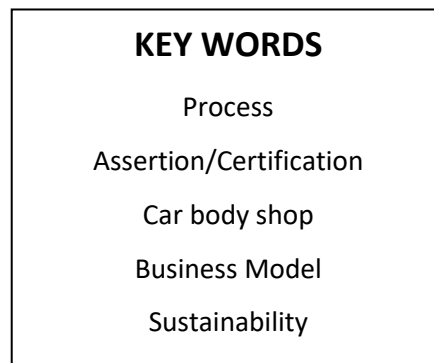 KEY WORDS
Process
Assertion/Certification
Car body shop
Business Model
Sustainability